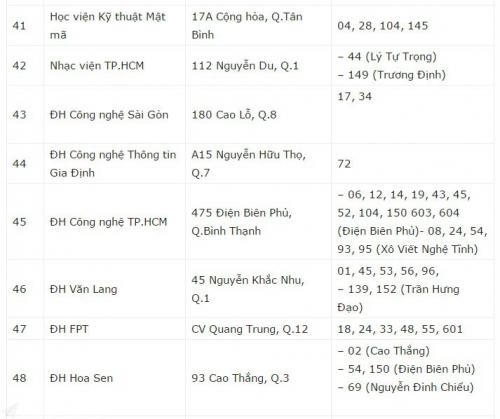 41
Học viện Kỹ thuật Mật
mã
17A Cộng hòa, Q.Tân
Bình
04, 28, 104, 145
42
Nhạc viện TP.HCM
112 Nguyễn Du, Q.1
– 44 (Lý Tự Trọng)
– 149 (Trương Định)
43
ĐH Công nghệ Sài Gòn
180 Cao Lỗ, Q.8
17, 34
44
ĐH Công nghệ Thông tin
Gia Định
A15 Nguyễn Hữu Thọ,
Q.7
72
45
ĐH Công nghệ TP.HCM
475 Điện Biên Phủ,
Q.Bình Thạnh
– 06, 12, 14, 19, 43, 45,
52, 104, 150 603, 604
(Điện Biên Phủ)- 08, 24, 54,
93, 95 (Xô Viết Nghệ Tĩnh)
46
ĐH Văn Lang
45 Nguyễn Khắc Nhu,
Q.1
01, 45, 53, 56, 96,
– 139, 152 (Trần Hưng
Đạo)
47
ĐH FPT
CV Quang Trung, Q.12
18, 24, 33, 48, 55, 601
48
ĐH Hoa Sen
93 Cao Thắng, Q.3
– 02 (Cao Thắng)
– 54, 150 (Điện Biên Phủ)
– 69 (Nguyễn Đình Chiểu)